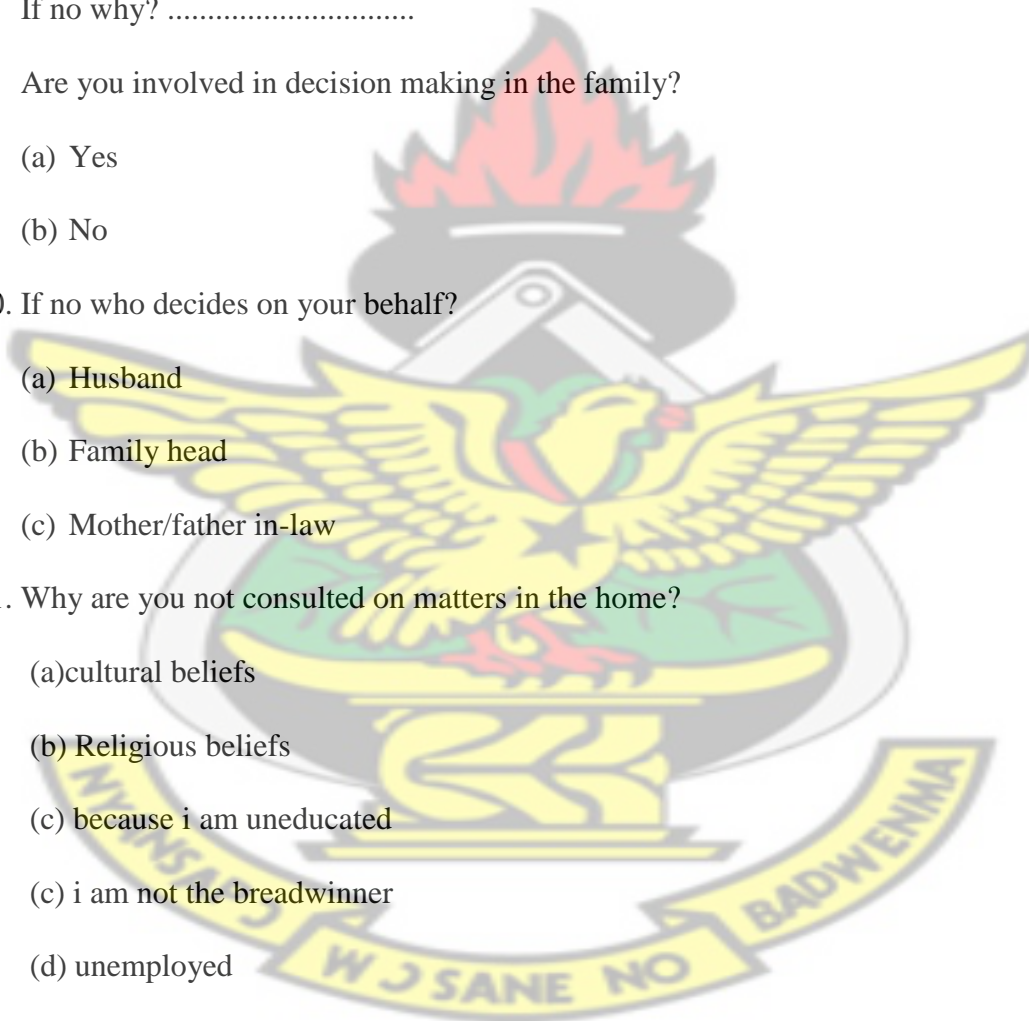 If no why? ..............................
Are you involved in decision making in the family?
(a) Yes
(b) No
. If no who decides on your behalf?
(a) Husband
(b) Family head
(c) Mother/father in-law
. Why are you not consulted on matters in the home?
(a)cultural beliefs
(b) Religious beliefs
(c) because i am uneducated
(c) i am not the breadwinner
(d) unemployed
NYANSAPƆ WƆSANE NO BADWENMA